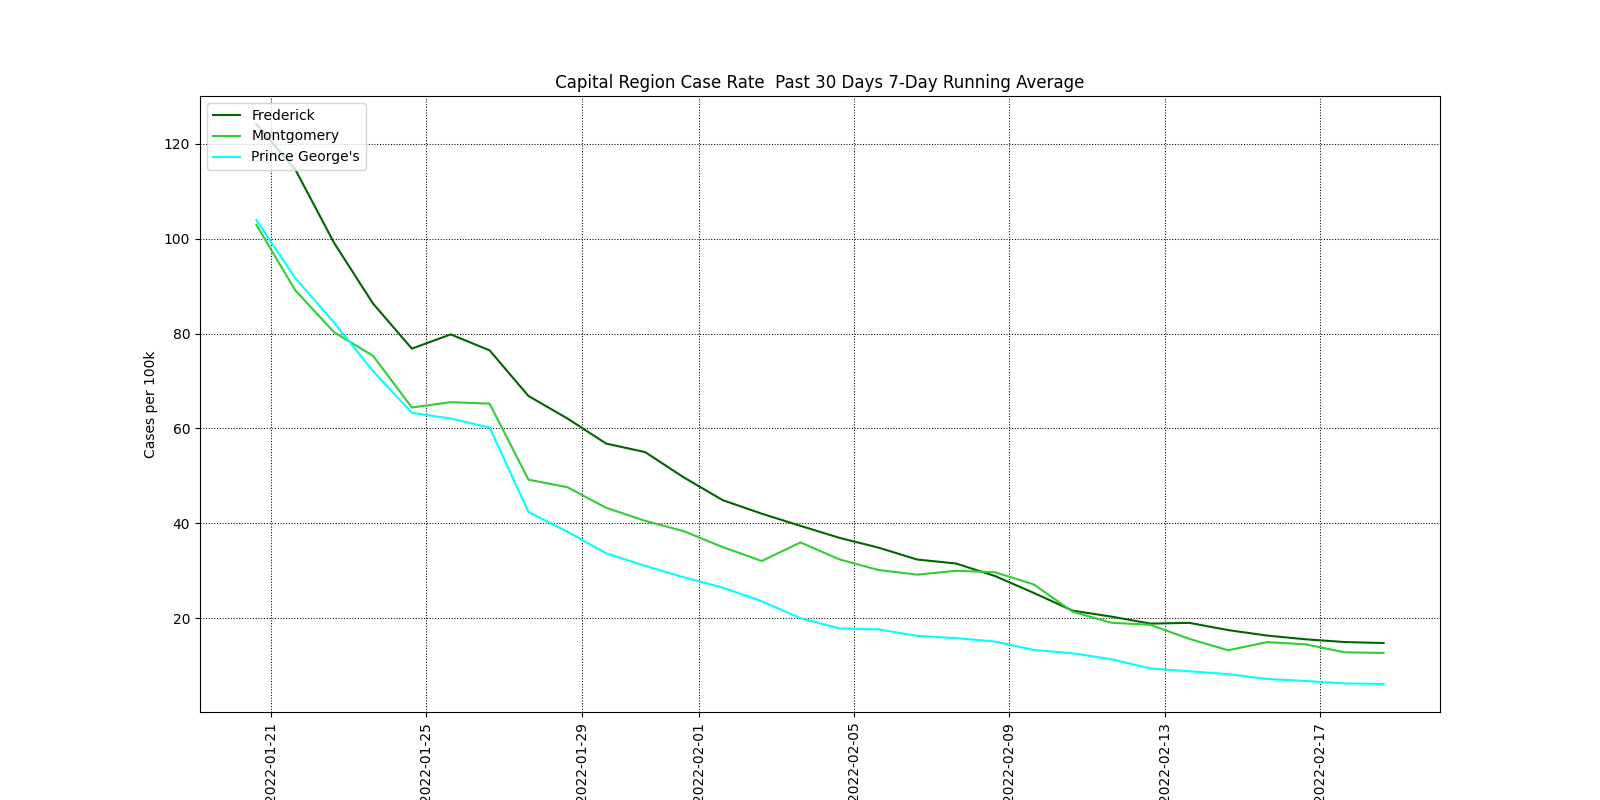 Capital Region Case Rate  Past 30 Days 7-Day Running Average
Frederick
Montgomery
Prince George's
120
100
80
60
40
20
Cases per 100k
2022-01-21
2022-01-25
2022-01-29
2022-02-01
2022-02-05
2022-02-09
2022-02-13
2022-02-17